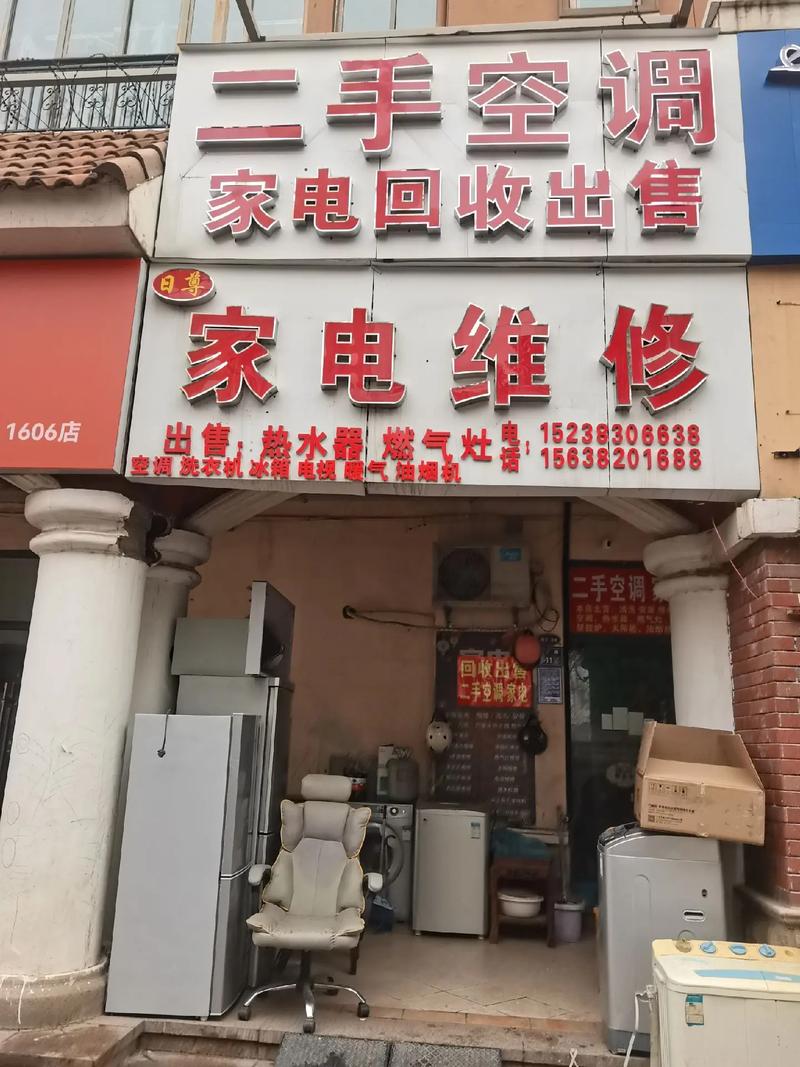 二手空调
家电回收出售
日尊
家电维修
出售：热水器 燃气灶
空调 洗衣机 冰箱 电视 暖气 油烟机
电话：
15238306638
15638201688
1606店
二手空调
回收出售
二手空调·家电